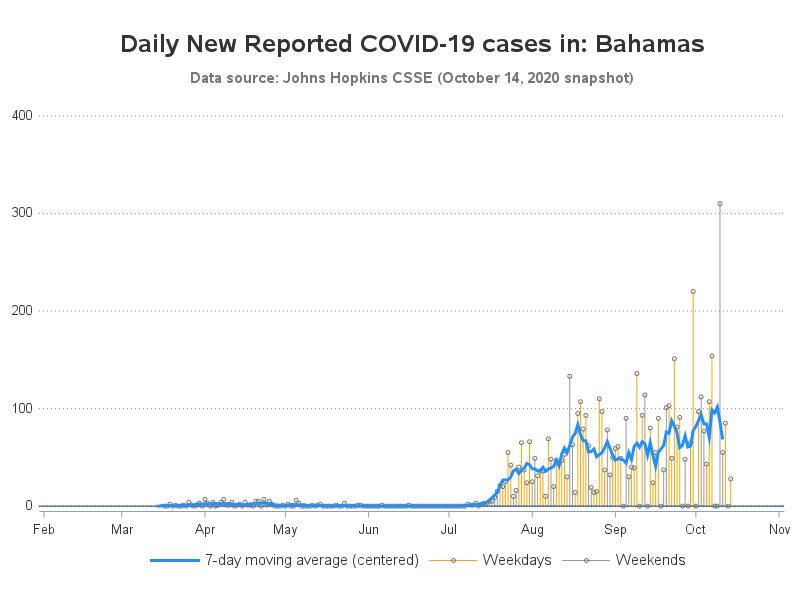 Daily New Reported COVID-19 cases in: Bahamas
Data source: Johns Hopkins CSSE (October 14, 2020 snapshot)
400
300
200
100
0
Feb Mar Apr May Jun Jul Aug Sep Oct Nov
7-day moving average (centered) Weekdays Weekends